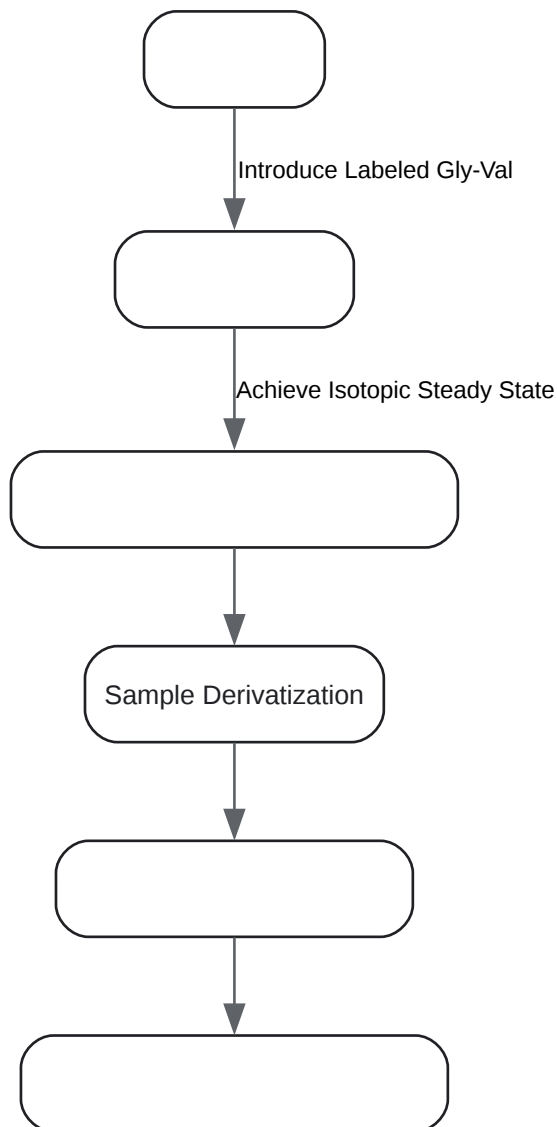 Introduce Labeled Gly-Val
Achieve Isotopic Steady State
Sample Derivatization